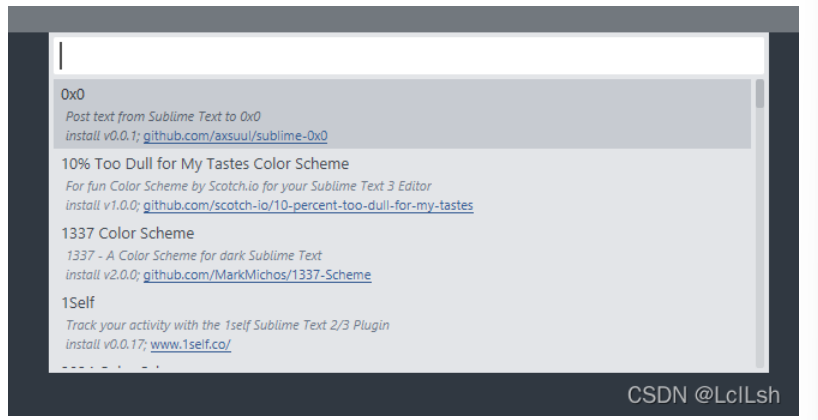 0x0
Post text from Sublime Text to 0x0
install v0.0.1; github.com/axsuul/sublime-0x0
10% Too Dull for My Tastes Color Scheme
For fun Color Scheme by Scotch.io for your Sublime Text 3 Editor
install v1.0.0; github.com/scotch-io/10-percent-too-dull-for-my-tastes
1337 Color Scheme
1337 - A Color Scheme for dark Sublime Text
install v2.0.0; github.com/MarkMichos/1337-Scheme
1Self
Track your activity with the 1self Sublime Text 2/3 Plugin
install v0.0.17; www.1self.co/
CSDN @LclLsh